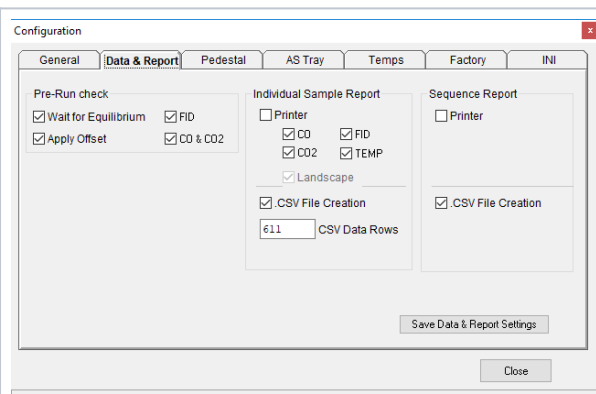 Configuration
x
General Data & Report Pedestal AS Tray Temps Factory INI
Pre-Run check
Wait for Equilibrium FID
Apply Offset CO & CO2
Individual Sample Report
Printer
CO FID
CO2 TEMP
Landscape
.CSV File Creation
611 CSV Data Rows
Sequence Report
Printer
.CSV File Creation
Save Data & Report Settings
Close